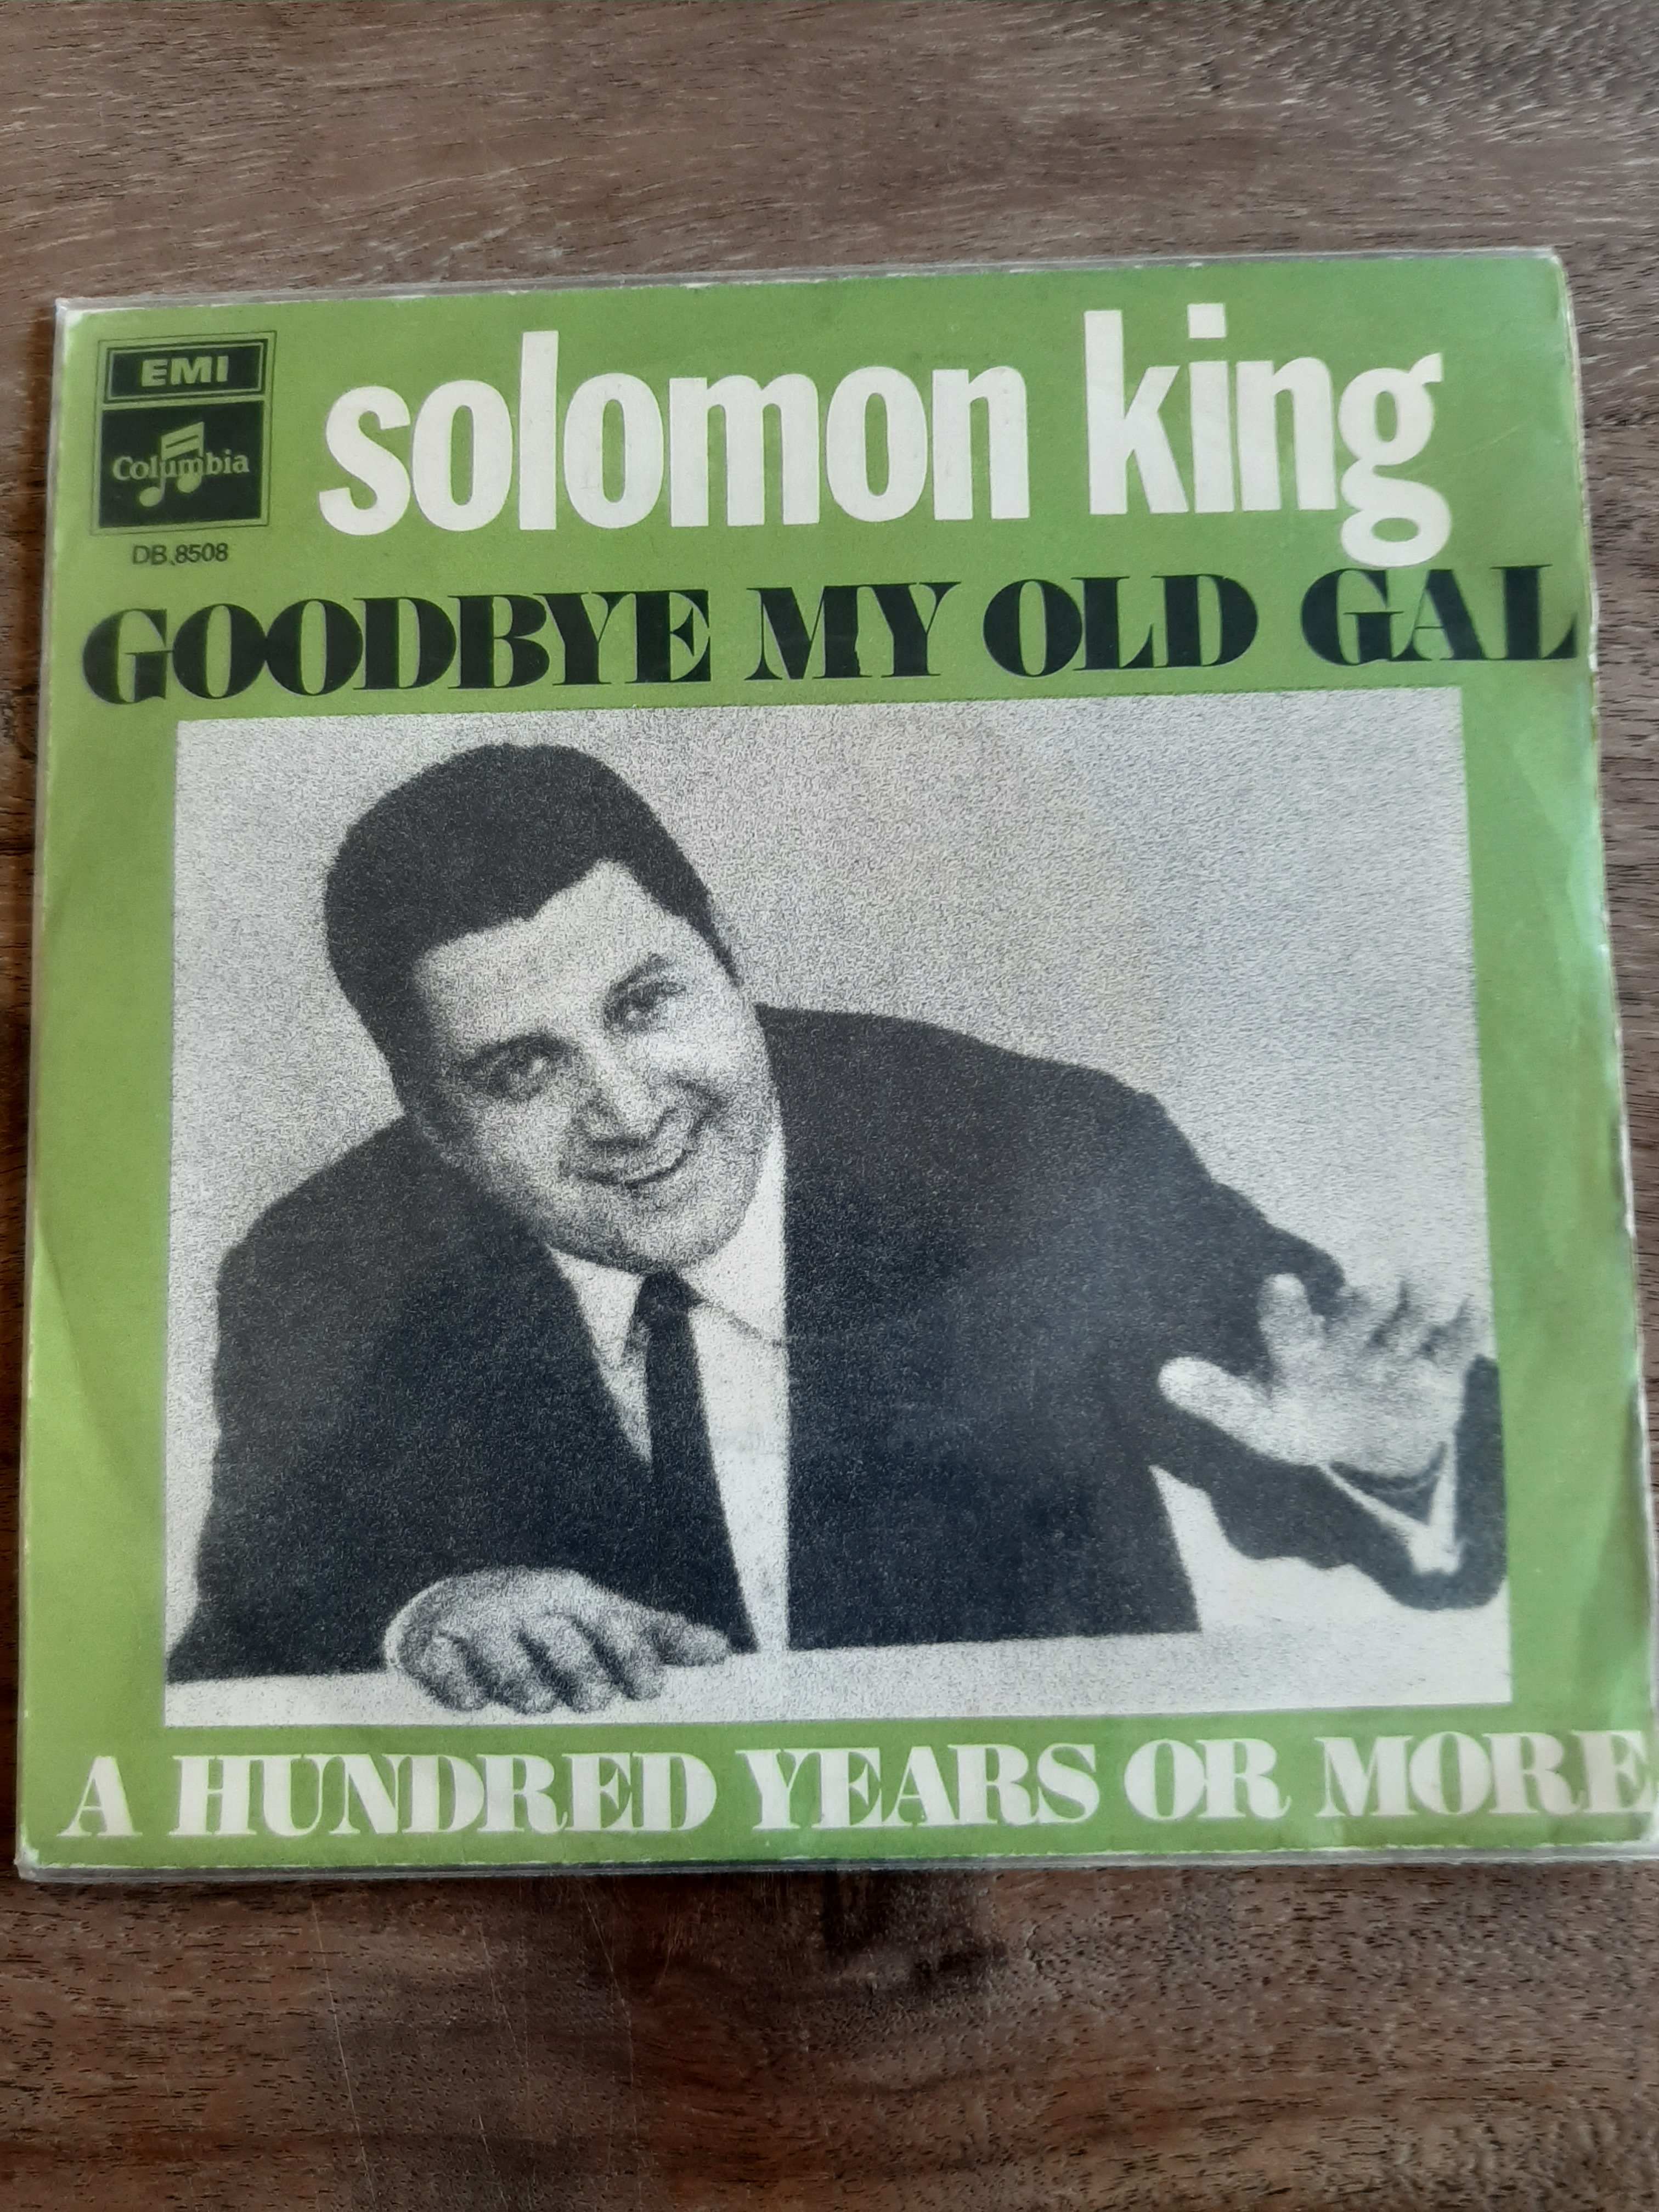 EMI
Columbia
DB.8508
solomon king
GOODBYE MY OLD GAL
A HUNDRED YEARS OR MORE